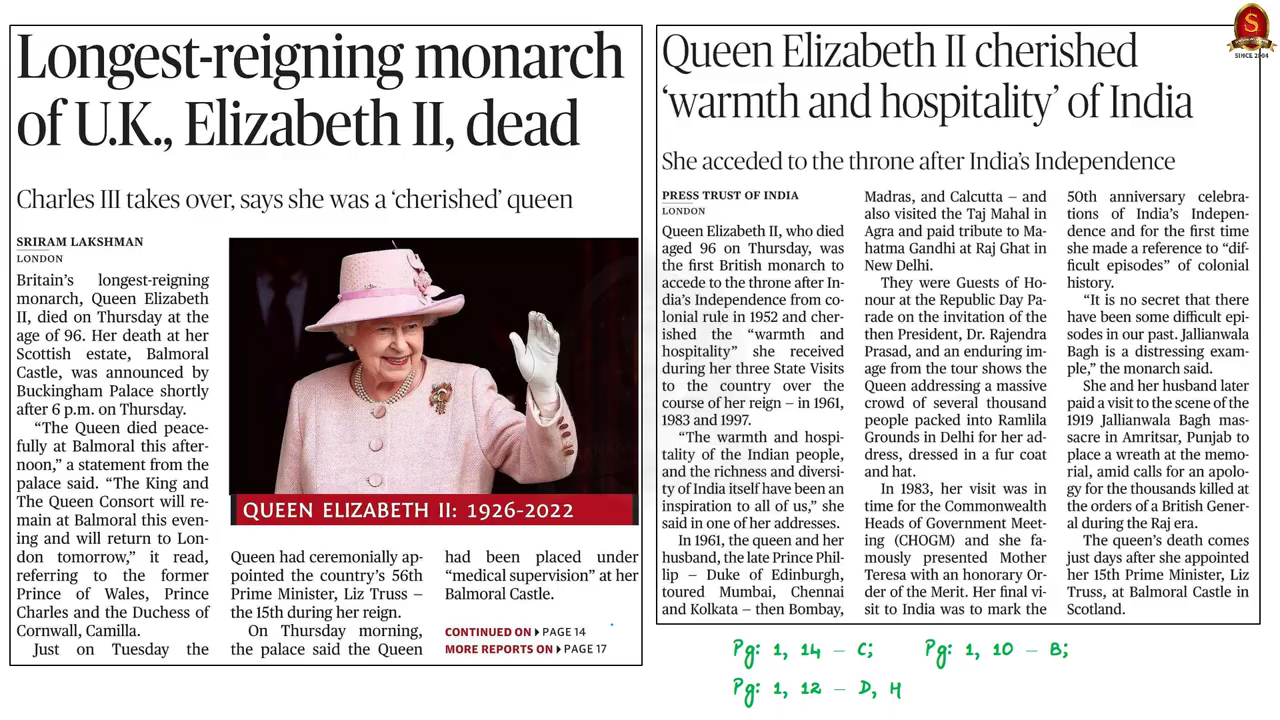 Longest-reigning monarch
of U.K., Elizabeth II, dead
Charles III takes over, says she was a ‘cherished’ queen
SRIRAM LAKSHMAN
LONDON
Britain’s longest-reigning
monarch, Queen Elizabeth
II, died on Thursday at the
age of 96. Her death at her
Scottish estate, Balmoral
Castle, was announced by
Buckingham Palace shortly
after 6 p.m. on Thursday.
“The Queen died peace-
fully at Balmoral this after-
noon,” a statement from the
palace said. “The King and
The Queen Consort will re-
main at Balmoral this even-
ing and will return to Lon-
don tomorrow,” it read,
referring to the former
Prince of Wales, Prince
Charles and the Duchess of
Cornwall, Camilla.
Just on Tuesday the
QUEEN ELIZABETH II: 1926-2022
Queen had ceremonially ap-
pointed the country’s 56th
Prime Minister, Liz Truss –
the 15th during her reign.
On Thursday morning,
the palace said the Queen
had been placed under
“medical supervision” at her
Balmoral Castle.
CONTINUED ON PAGE 14
MORE REPORTS ON PAGE 17
Queen Elizabeth II cherished
‘warmth and hospitality’ of India
She acceded to the throne after India’s Independence
PRESS TRUST OF INDIA
LONDON
Queen Elizabeth II, who died
aged 96 on Thursday, was
the first British monarch to
accede to the throne after In-
dia’s Independence from co-
lonial rule in 1952 and cher-
ished the “warmth and
hospitality” she received
during her three State Visits
to the country over the
course of her reign – in 1961,
1983 and 1997.
“The warmth and hospi-
tality of the Indian people,
and the richness and diversi-
ty of India itself have been an
inspiration to all of us,” she
said in one of her addresses.
In 1961, the queen and her
husband, the late Prince Phil-
lip – Duke of Edinburgh,
toured Mumbai, Chennai
and Kolkata – then Bombay,
Madras, and Calcutta – and
also visited the Taj Mahal in
Agra and paid tribute to Ma-
hatma Gandhi at Raj Ghat in
New Delhi.
They were Guests of Ho-
nour at the Republic Day Pa-
rade on the invitation of the
then President, Dr. Rajendra
Prasad, and an enduring im-
age from the tour shows the
Queen addressing a massive
crowd of several thousand
people packed into Ramlila
Grounds in Delhi for her ad-
dress, dressed in a fur coat
and hat.
In 1983, her visit was in
time for the Commonwealth
Heads of Government Meet-
ing (CHOGM) and she fa-
mously presented Mother
Teresa with an honorary Or-
der of the Merit. Her final vi-
sit to India was to mark the
50th anniversary celebra-
tions of India’s Indepen-
dence and for the first time
she made a reference to “dif-
ficult episodes” of colonial
history.
“It is no secret that there
have been some difficult epi-
sodes in our past. Jallianwala
Bagh is a distressing exam-
ple,” the monarch said.
She and her husband later
paid a visit to the scene of the
1919 Jallianwala Bagh mas-
sacre in Amritsar, Punjab to
place a wreath at the memo-
rial, amid calls for an apolo-
gy for the thousands killed at
the orders of a British Gener-
al during the Raj era.
The queen’s death comes
just days after she appointed
her 15th Prime Minister, Liz
Truss, at Balmoral Castle in
Scotland.
S
SINCE 2004
Pg: 1, 14 – C; Pg: 1, 10 – B;
Pg: 1, 12 – D, H